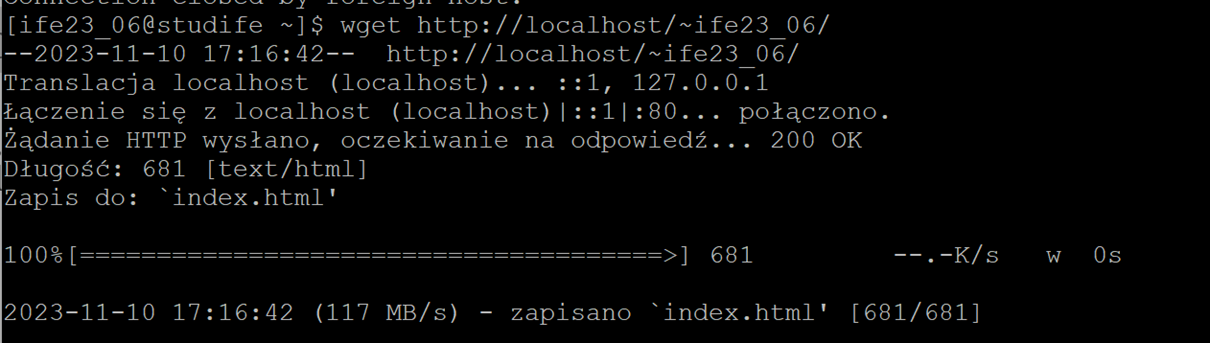 Connection closed by foreign host.
[ife23_06@studife ~]$ wget http://localhost/~ife23_06/
--2023-11-10 17:16:42--  http://localhost/~ife23_06/
Translacja localhost (localhost)... ::1, 127.0.0.1
Łączenie się z localhost (localhost)|::1|:80... połączono.
Żądanie HTTP wysłano, oczekiwanie na odpowiedź... 200 OK
Długość: 681 [text/html]
Zapis do: `index.html'
100%[======================================>] 681         --.-K/s   w  0s
2023-11-10 17:16:42 (117 MB/s) - zapisano `index.html' [681/681]